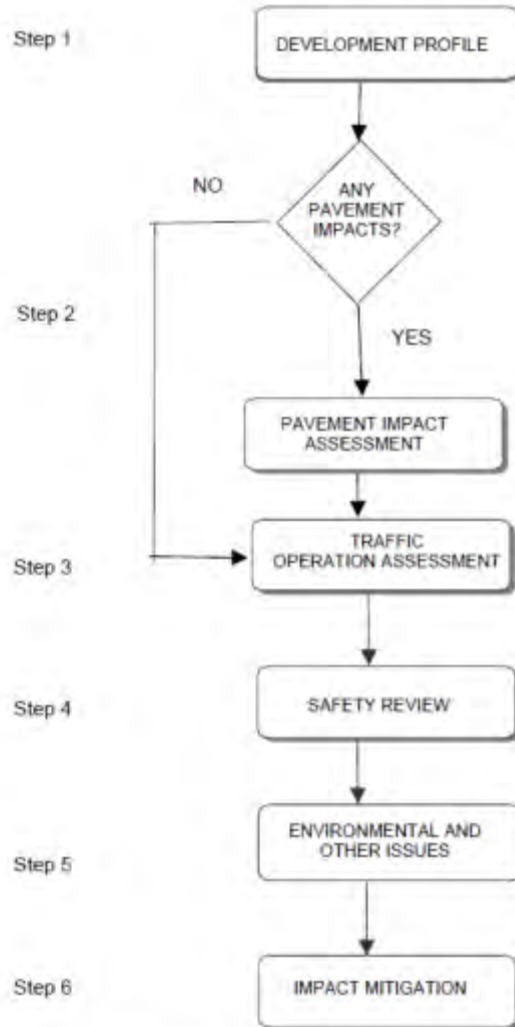 Step 1
DEVELOPMENT PROFILE
NO
ANY
PAVEMENT
IMPACTS?
Step 2
YES
PAVEMENT IMPACT
ASSESSMENT
TRAFFIC
OPERATION ASSESSMENT
Step 3
Step 4
SAFETY REVIEW
ENVIRONMENTAL AND
OTHER ISSUES
Step 5
Step 6
IMPACT MITIGATION